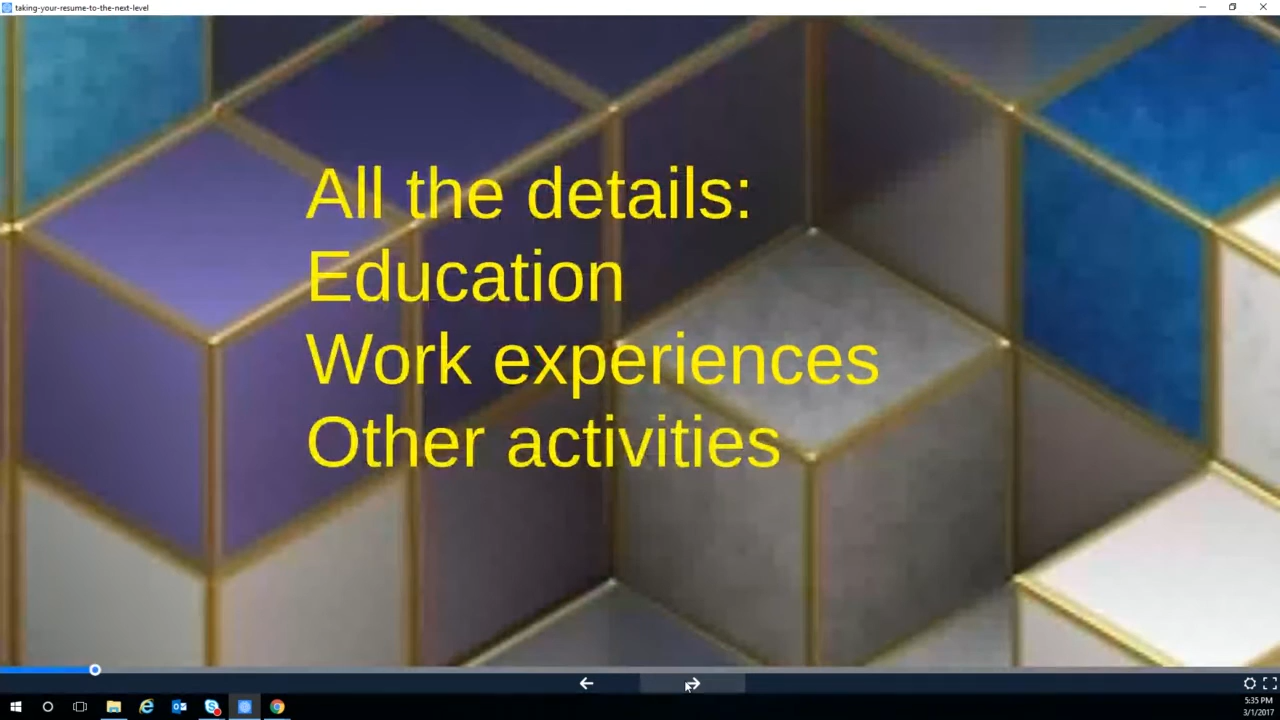 taking-your-resume-to-the-next-level
All the details:
Education
Work experiences
Other activities
5:35 PM
3/1/2017